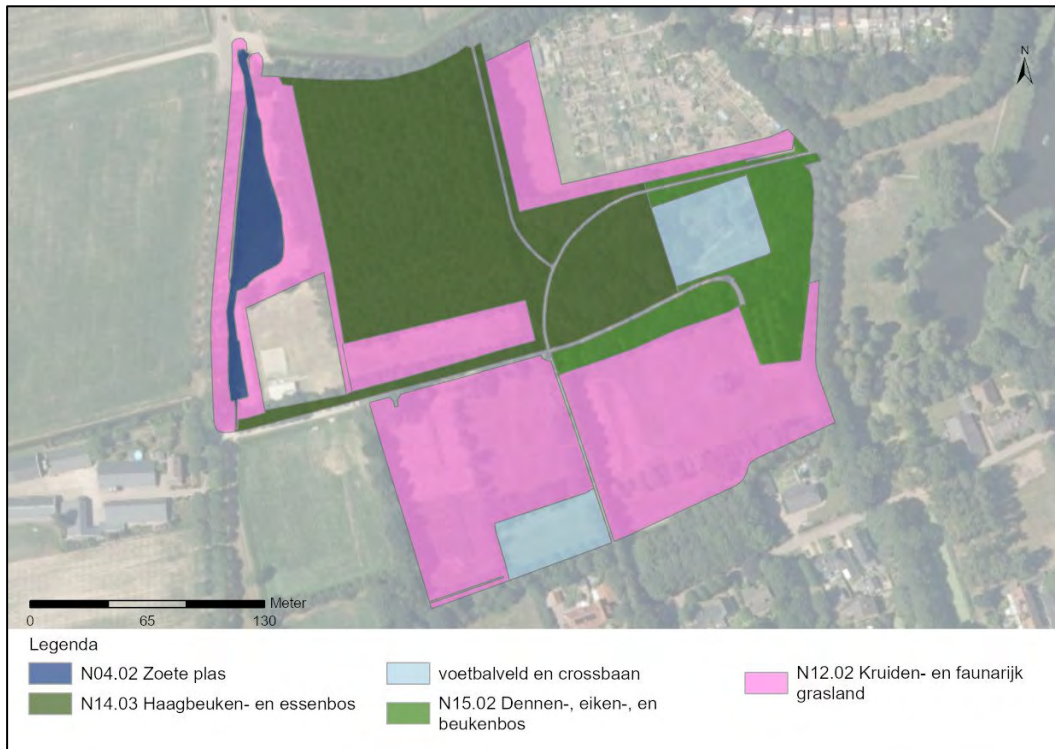 N
Meter
0 65 130
Legenda
N04.02 Zoete plas
voetbalveld en crossbaan
N12.02 Kruiden- en faunarijk
grasland
N14.03 Haagbeuken- en essenbos
N15.02 Dennen-, eiken-, en
beukenbos